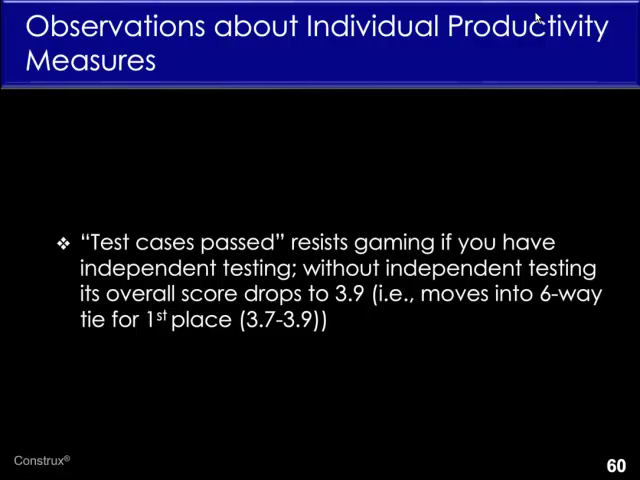 Observations about Individual Productivity
Measures
❖ “Test cases passed” resists gaming if you have
independent testing; without independent testing
its overall score drops to 3.9 (i.e., moves into 6-way
tie for 1st place (3.7-3.9))
Construx®
60